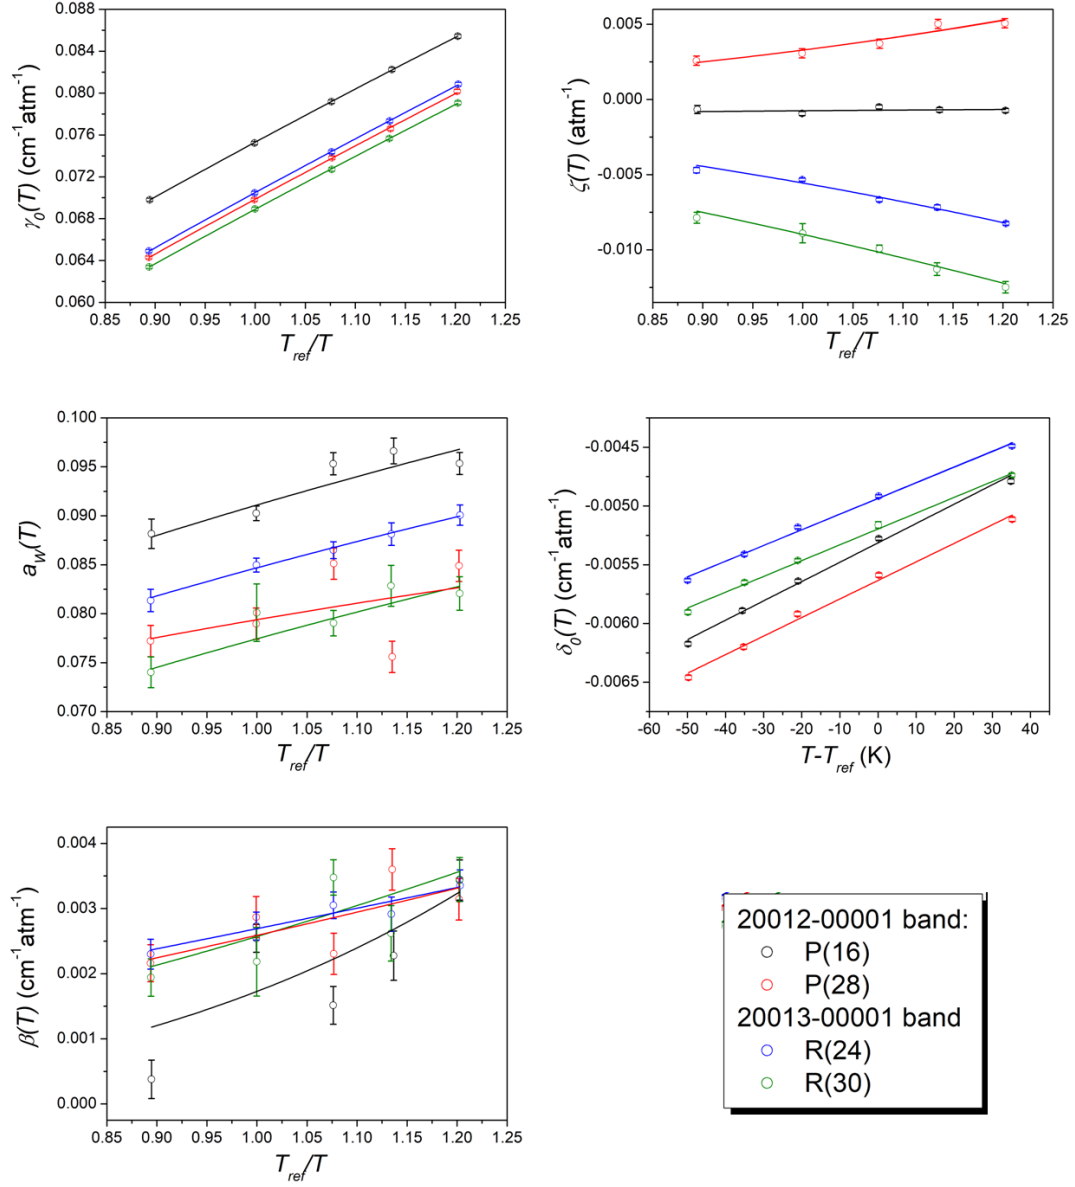 γ₀(T) (cm⁻¹atm⁻¹)
0.088
0.084
0.080
0.076
0.072
0.068
0.064
0.060
0.85 0.90 0.95 1.00 1.05 1.10 1.15 1.20 1.25
T_ref/T
ζ(T) (atm⁻¹)
0.005
0.000
-0.005
-0.010
0.85 0.90 0.95 1.00 1.05 1.10 1.15 1.20 1.25
T_ref/T
a_W(T)
0.100
0.095
0.090
0.085
0.080
0.075
0.070
0.85 0.90 0.95 1.00 1.05 1.10 1.15 1.20 1.25
T_ref/T
δ₀(T) (cm⁻¹atm⁻¹)
-0.0045
-0.0050
-0.0055
-0.0060
-0.0065
-60 -50 -40 -30 -20 -10 0 10 20 30 40
T-T_ref (K)
β(T) (cm⁻¹atm⁻¹)
0.004
0.003
0.002
0.001
0.000
0.85 0.90 0.95 1.00 1.05 1.10 1.15 1.20 1.25
T_ref/T
20012-00001 band:
P(16)
P(28)
20013-00001 band
R(24)
R(30)